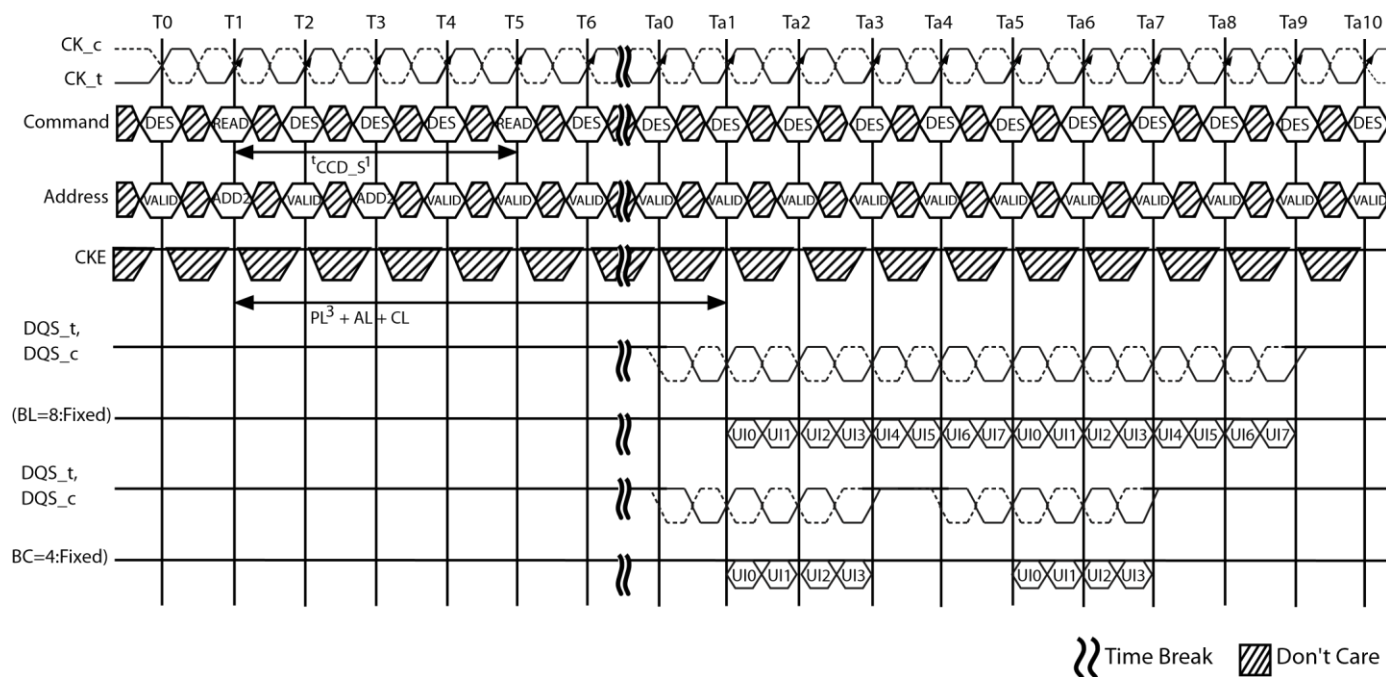 T0 T1 T2 T3 T4 T5 T6 Ta0 Ta1 Ta2 Ta3 Ta4 Ta5 Ta6 Ta7 Ta8 Ta9 Ta10
CK_c
CK_t
Command DES READ DES DES DES READ DES DES DES DES DES DES DES DES DES DES DES DES
tCCD_S1
Address VALID ADD2 VALID ADD2 VALID VALID VALID VALID VALID VALID VALID VALID VALID VALID VALID VALID VALID VALID
CKE
PL3 + AL + CL
DQS_t,
DQS_c
(BL=8:Fixed) UI0 UI1 UI2 UI3 UI4 UI5 UI6 UI7 UI0 UI1 UI2 UI3 UI4 UI5 UI6 UI7
DQS_t,
DQS_c
BC=4:Fixed) UI0 UI1 UI2 UI3 UI0 UI1 UI2 UI3
Time Break Don't Care